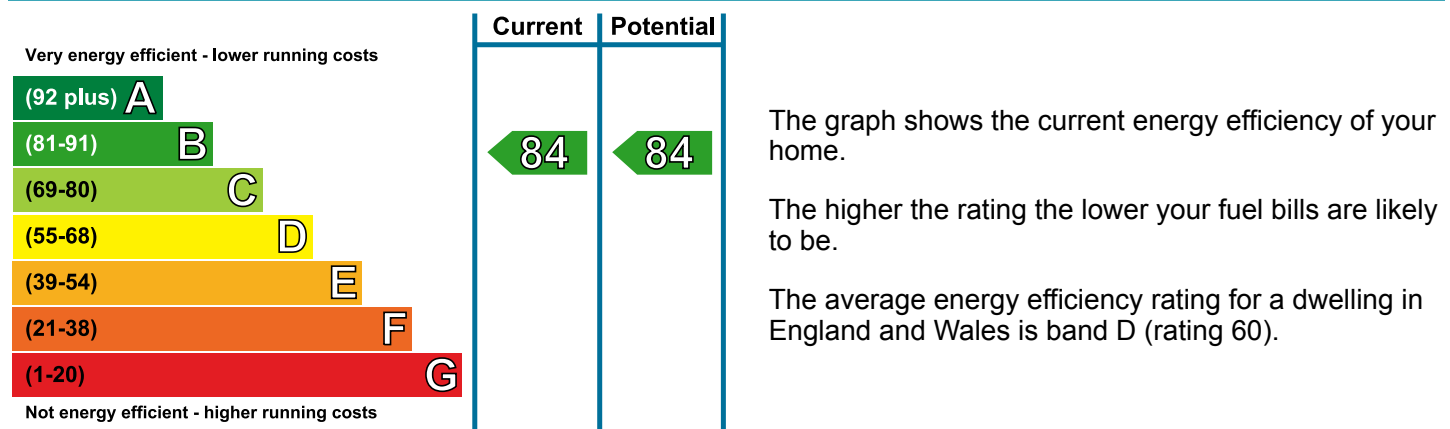 Current Potential
Very energy efficient - lower running costs
(92 plus) A
(81-91) B
84 84
(69-80) C
(55-68) D
(39-54) E
(21-38) F
(1-20) G
Not energy efficient - higher running costs
The graph shows the current energy efficiency of your
home.
The higher the rating the lower your fuel bills are likely
to be.
The average energy efficiency rating for a dwelling in
England and Wales is band D (rating 60).